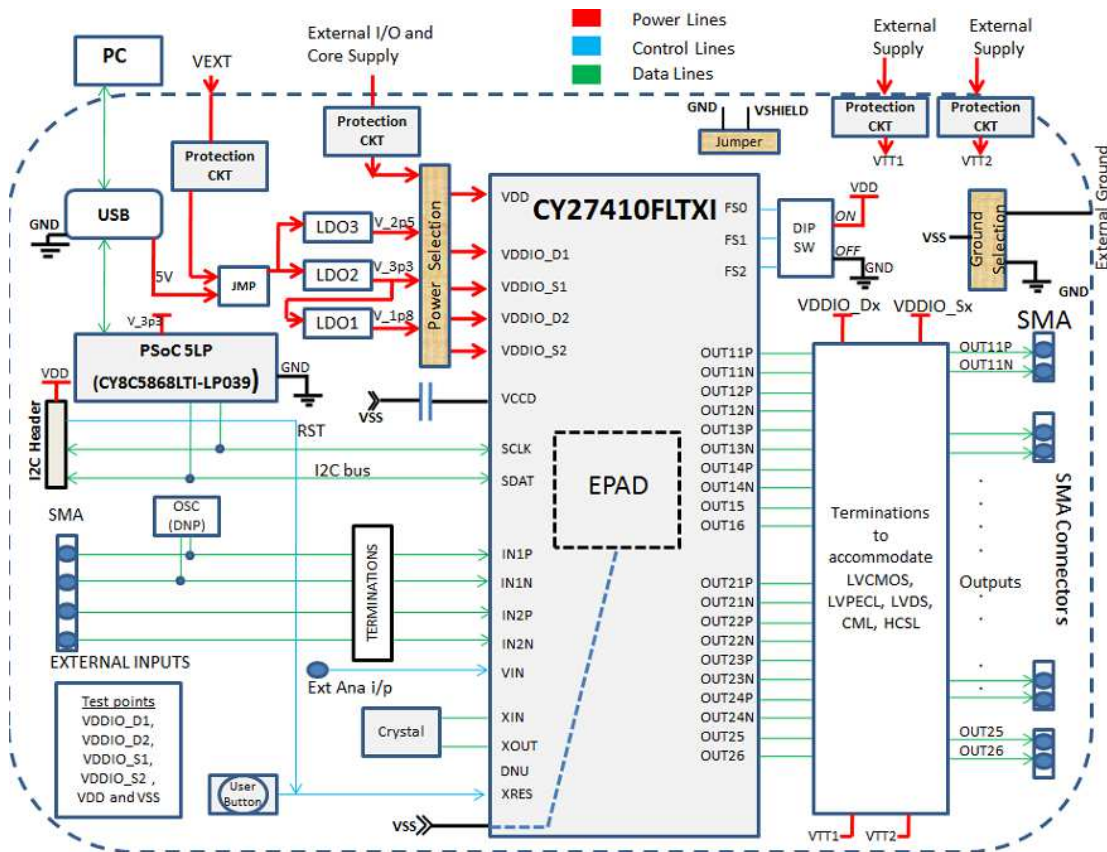 Power Lines
Control Lines
Data Lines
PC
VEXT
External I/O and
Core Supply
External
Supply
External
Supply
Protection
CKT
Protection
CKT
Protection
CKT
Protection
CKT
GND
VSHIELD
Jumper
VTT1
VTT2
External Ground
USB
GND
5V
JMP
LDO3
LDO2
LDO1
V_2p5
V_3p3
V_1p8
Power Selection
CY27410FLTXI
VDD
VDDIO_D1
VDDIO_S1
VDDIO_D2
VDDIO_S2
VCCD
SCLK
SDAT
IN1P
IN1N
IN2P
IN2N
VIN
XIN
XOUT
DNU
XRES
EPAD
FS0
FS1
FS2
DIP
SW
ON
OFF
VDD
GND
VSS
Ground
Selection
GND
V_3p3
PSoC 5LP
(CY8C5868LTI-LP039)
GND
VDD
I2C Header
RST
I2C bus
VSS
SMA
OSC
(DNP)
TERMINATIONS
EXTERNAL INPUTS
Ext Ana i/p
Crystal
Test points
VDDIO_D1,
VDDIO_D2,
VDDIO_S1,
VDDIO_S2 ,
VDD and VSS
User
Button
VSS
OUT11P
OUT11N
OUT12P
OUT12N
OUT13P
OUT13N
OUT14P
OUT14N
OUT15
OUT16
OUT21P
OUT21N
OUT22P
OUT22N
OUT23P
OUT23N
OUT24P
OUT24N
OUT25
OUT26
VDDIO_Dx
VDDIO_Sx
Terminations
to
accommodate
LVCMOS,
LVPECL, LVDS,
CML, HCSL
SMA
OUT11P
OUT11N
Outputs
SMA Connectors
OUT25
OUT26
VTT1
VTT2